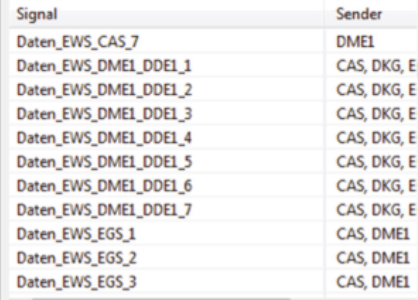 Signal Sender
Daten_EWS_CAS_7 DME1
Daten_EWS_DME1_DDE1_1 CAS, DKG, E
Daten_EWS_DME1_DDE1_2 CAS, DKG, E
Daten_EWS_DME1_DDE1_3 CAS, DKG, E
Daten_EWS_DME1_DDE1_4 CAS, DKG, E
Daten_EWS_DME1_DDE1_5 CAS, DKG, E
Daten_EWS_DME1_DDE1_6 CAS, DKG, E
Daten_EWS_DME1_DDE1_7 CAS, DKG, E
Daten_EWS_EGS_1 CAS, DME1
Daten_EWS_EGS_2 CAS, DME1
Daten_EWS_EGS_3 CAS, DME1